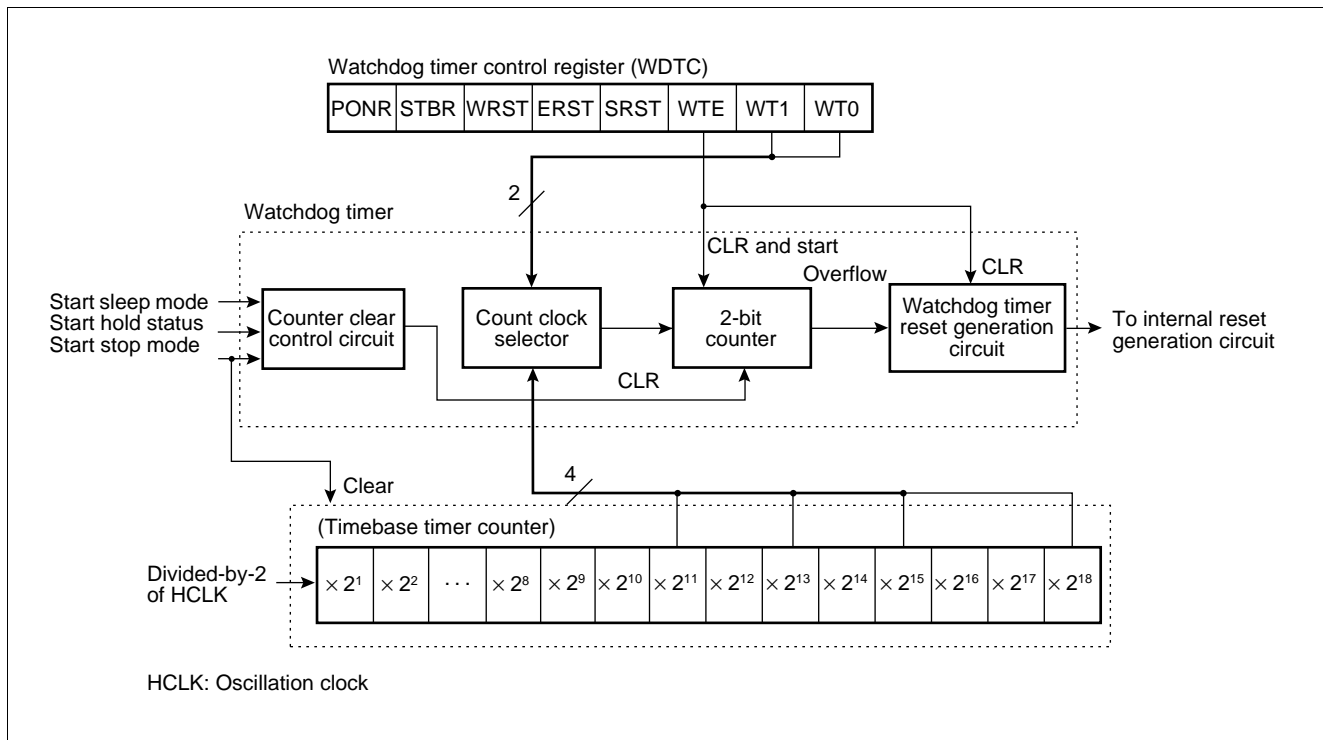 Watchdog timer control register (WDTC)
PONR STBR WRST ERST SRST WTE WT1 WT0
2
Watchdog timer
CLR and start
Overflow
CLR
Start sleep mode
Start hold status
Start stop mode
Counter clear
control circuit
Count clock
selector
2-bit
counter
Watchdog timer
reset generation
circuit
To internal reset
generation circuit
CLR
4
Clear
(Timebase timer counter)
Divided-by-2
of HCLK
× 2¹ × 2² ··· × 2⁸ × 2⁹ × 2¹⁰ × 2¹¹ × 2¹² × 2¹³ × 2¹⁴ × 2¹⁵ × 2¹⁶ × 2¹⁷ × 2¹⁸
HCLK: Oscillation clock